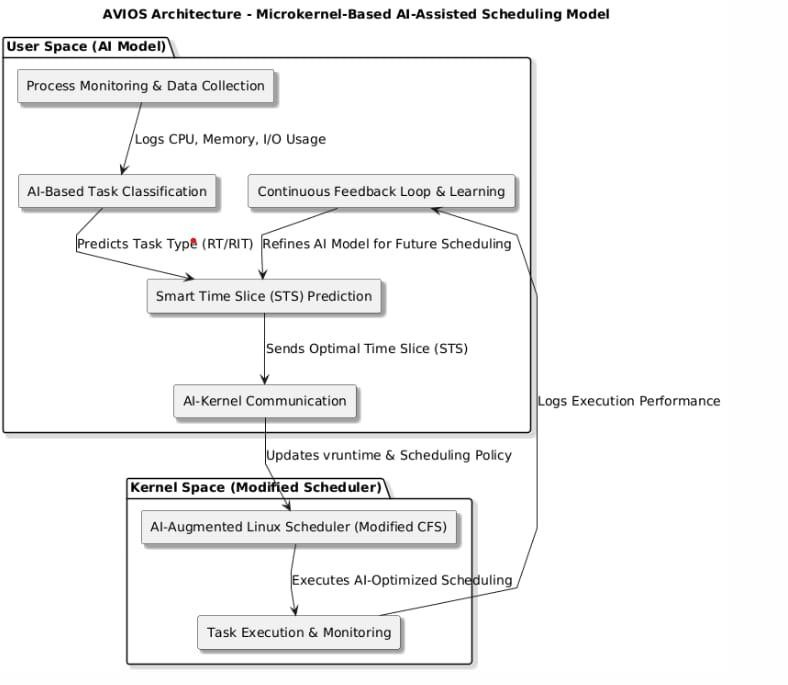 AVIOS Architecture - Microkernel-Based AI-Assisted Scheduling Model
User Space (AI Model)
Process Monitoring & Data Collection
Logs CPU, Memory, I/O Usage
AI-Based Task Classification
Continuous Feedback Loop & Learning
Predicts Task Type (RT/RIT)
Refines AI Model for Future Scheduling
Smart Time Slice (STS) Prediction
Sends Optimal Time Slice (STS)
AI-Kernel Communication
Logs Execution Performance
Updates vruntime & Scheduling Policy
Kernel Space (Modified Scheduler)
AI-Augmented Linux Scheduler (Modified CFS)
Executes AI-Optimized Scheduling
Task Execution & Monitoring